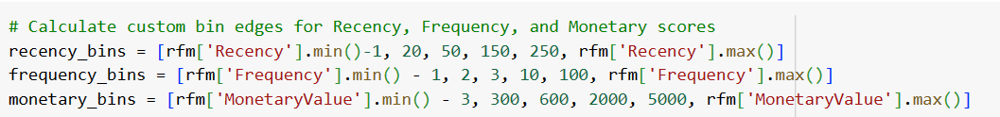 # Calculate custom bin edges for Recency, Frequency, and Monetary scores
recency_bins = [rfm['Recency'].min()-1, 20, 50, 150, 250, rfm['Recency'].max()]
frequency_bins = [rfm['Frequency'].min() - 1, 2, 3, 10, 100, rfm['Frequency'].max()]
monetary_bins = [rfm['MonetaryValue'].min() - 3, 300, 600, 2000, 5000, rfm['MonetaryValue'].max()]